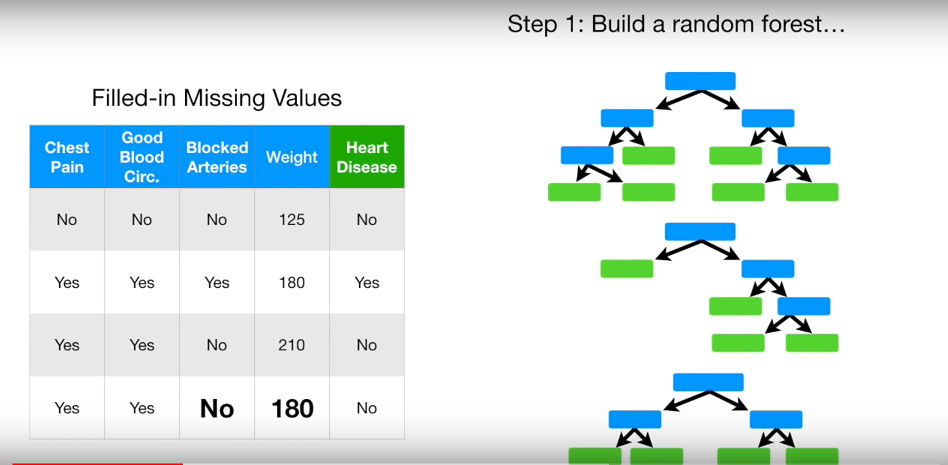 Step 1: Build a random forest…
Filled-in Missing Values
Chest Pain Good Blood Circ. Blocked Arteries Weight Heart Disease
No No No 125 No
Yes Yes Yes 180 Yes
Yes Yes No 210 No
Yes Yes No 180 No